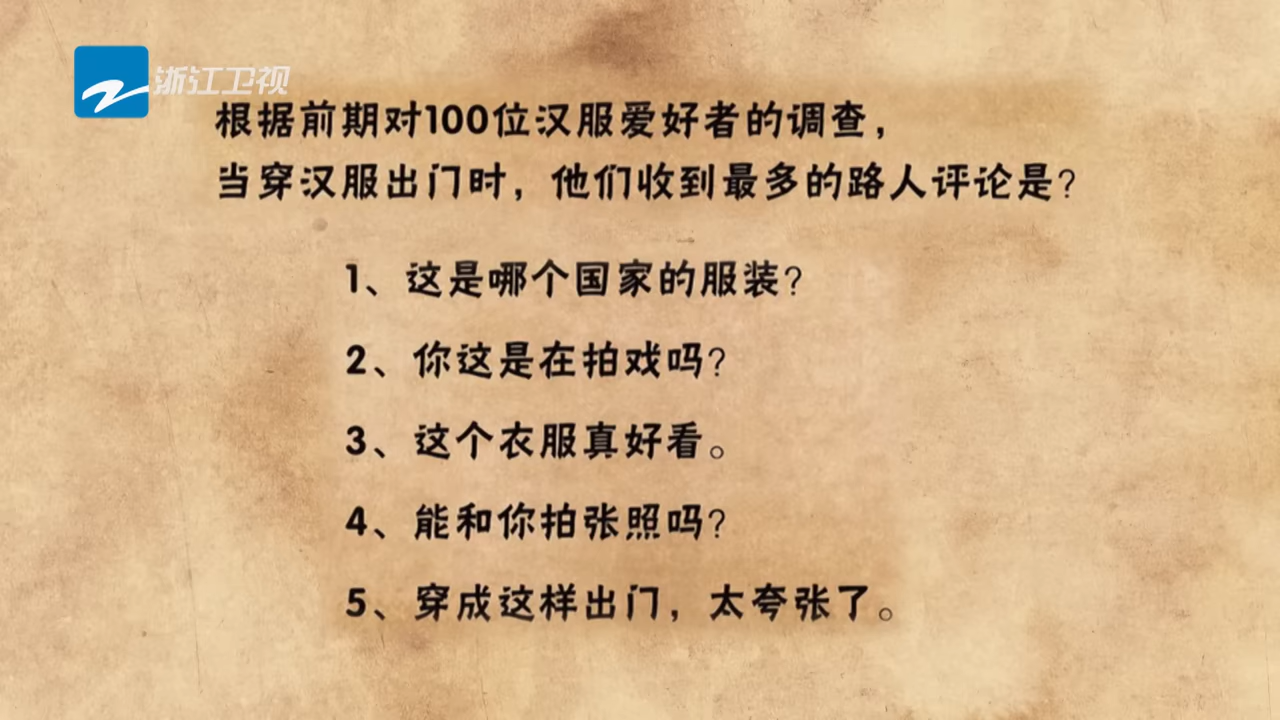 浙江卫视
根据前期对100位汉服爱好者的调查，
当穿汉服出门时，他们收到最多的路人评论是？
1、这是哪个国家的服装？
2、你这是在拍戏吗？
3、这个衣服真好看。
4、能和你拍张照吗？
5、穿成这样出门，太夸张了。